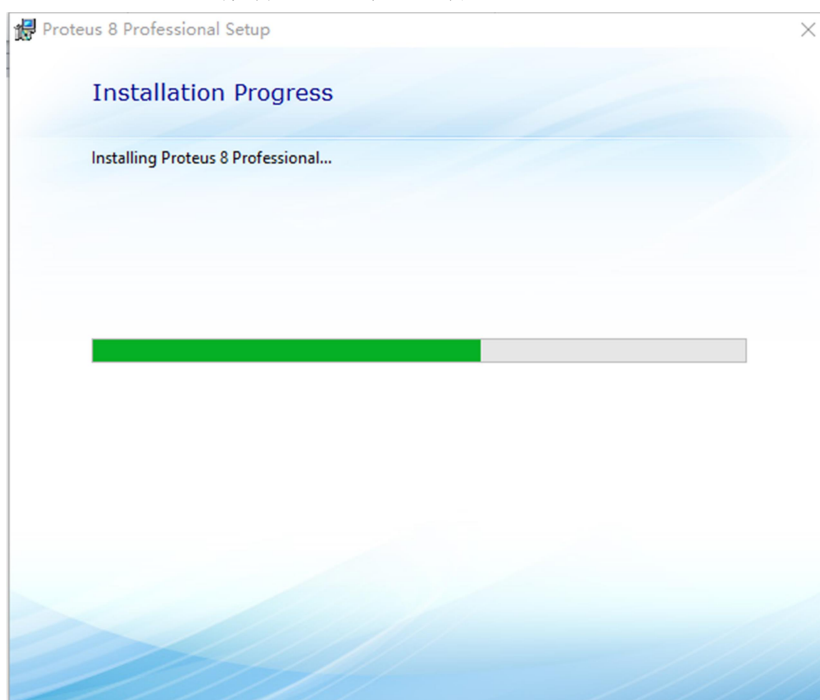 Proteus 8 Professional Setup
Installation Progress
Installing Proteus 8 Professional...